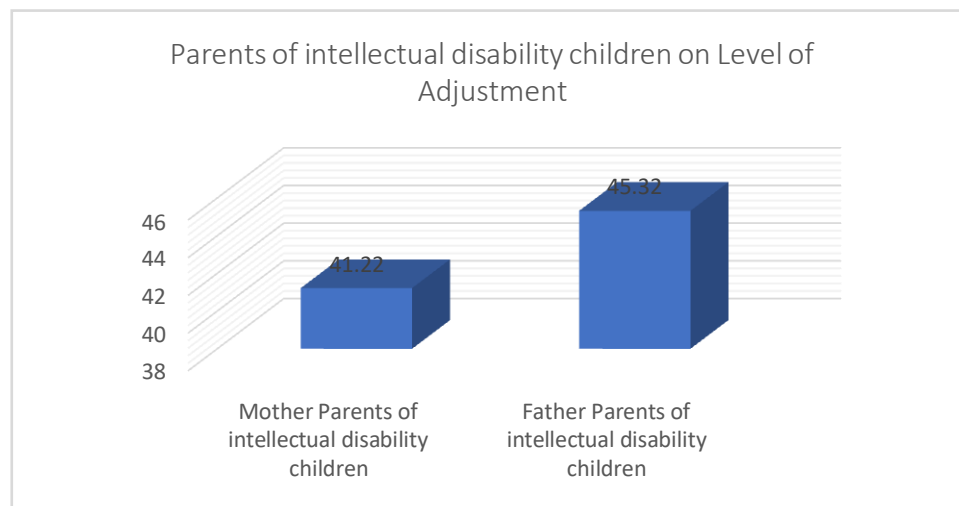 Parents of intellectual disability children on Level of
Adjustment
45.32
41.22
46
44
42
40
38
Mother Parents of
intellectual disability
children
Father Parents of
intellectual disability
children